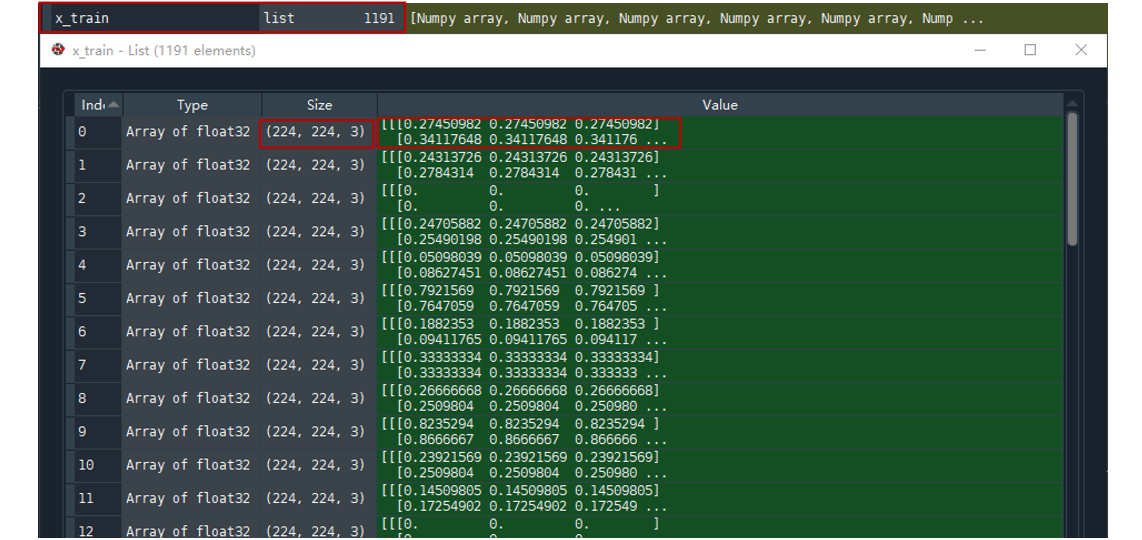 x_train list 1191 [Numpy array, Numpy array, Numpy array, Numpy array, Numpy array, Nump ...
x_train - List (1191 elements)
Inde Type Size Value
0 Array of float32 (224, 224, 3) [[[0.27450982 0.27450982 0.27450982]
[0.34117648 0.34117648 0.341176 ...
1 Array of float32 (224, 224, 3) [[[0.24313726 0.24313726 0.24313726]
[0.2784314 0.2784314 0.278431 ...
2 Array of float32 (224, 224, 3) [[[0. 0. 0. ]
[0. 0. 0. ...
3 Array of float32 (224, 224, 3) [[[0.24705882 0.24705882 0.24705882]
[0.25490198 0.25490198 0.254901 ...
4 Array of float32 (224, 224, 3) [[[0.05098039 0.05098039 0.05098039]
[0.08627451 0.08627451 0.086274 ...
5 Array of float32 (224, 224, 3) [[[0.7921569 0.7921569 0.7921569 ]
[0.7647059 0.7647059 0.764705 ...
6 Array of float32 (224, 224, 3) [[[0.1882353 0.1882353 0.1882353 ]
[0.09411765 0.09411765 0.094117 ...
7 Array of float32 (224, 224, 3) [[[0.33333334 0.33333334 0.33333334]
[0.33333334 0.33333334 0.333333 ...
8 Array of float32 (224, 224, 3) [[[0.26666668 0.26666668 0.26666668]
[0.2509804 0.2509804 0.250980 ...
9 Array of float32 (224, 224, 3) [[[0.8235294 0.8235294 0.8235294 ]
[0.8666667 0.8666667 0.866666 ...
10 Array of float32 (224, 224, 3) [[[0.23921569 0.23921569 0.23921569]
[0.2509804 0.2509804 0.250980 ...
11 Array of float32 (224, 224, 3) [[[0.14509805 0.14509805 0.14509805]
[0.17254902 0.17254902 0.172549 ...
12 Array of float32 (224, 224, 3) [[[0. 0. 0. ]